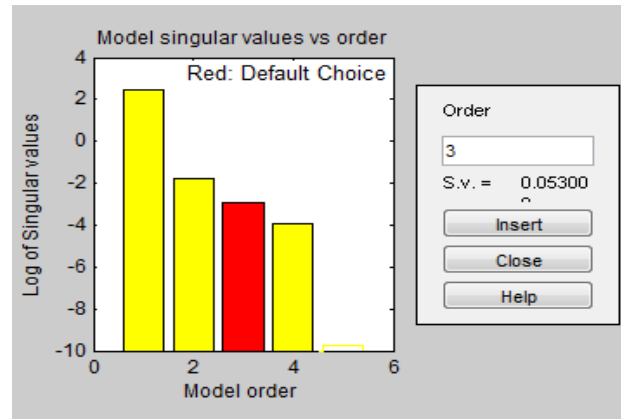 Model singular values vs order
Red: Default Choice
4
2
0
-2
-4
-6
-8
-10
0
2
4
6
Log of Singular values
Model order
Order
3
S.v. = 0.05300
Insert
Close
Help